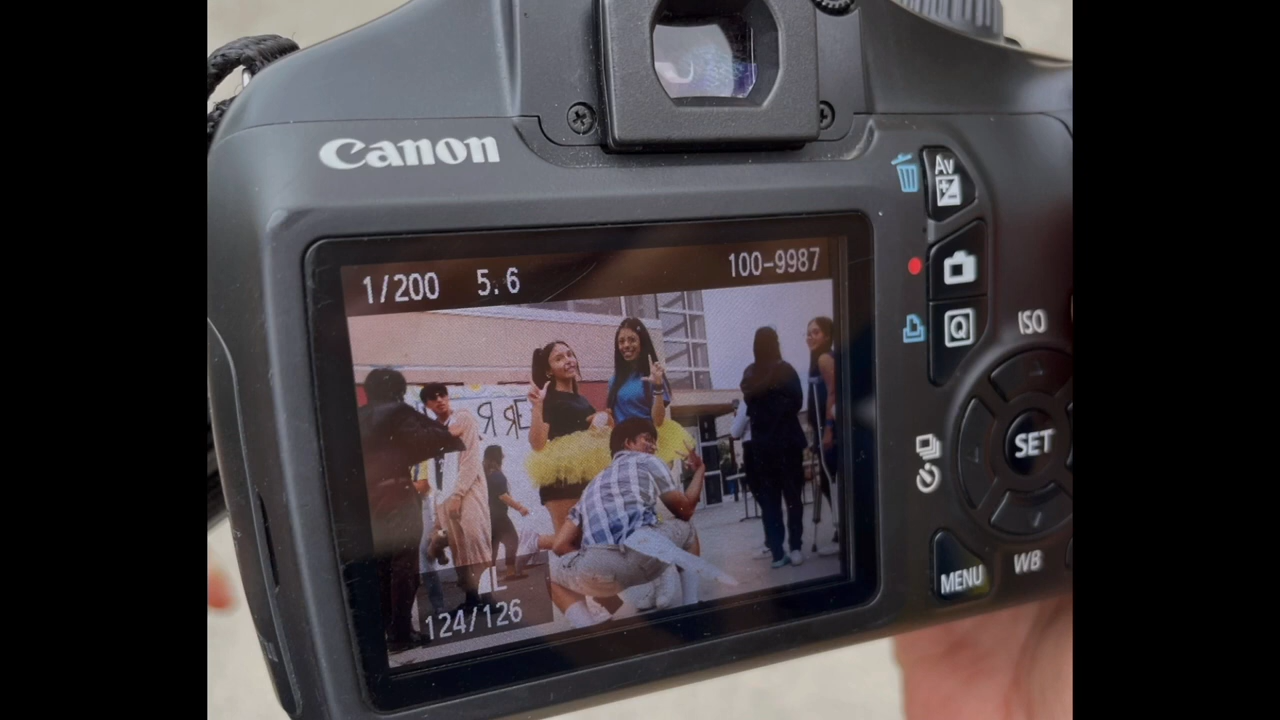 Canon
Av
1/200 5.6 100-9987
Q
ISO
SET
L
124/126
MENU
WB